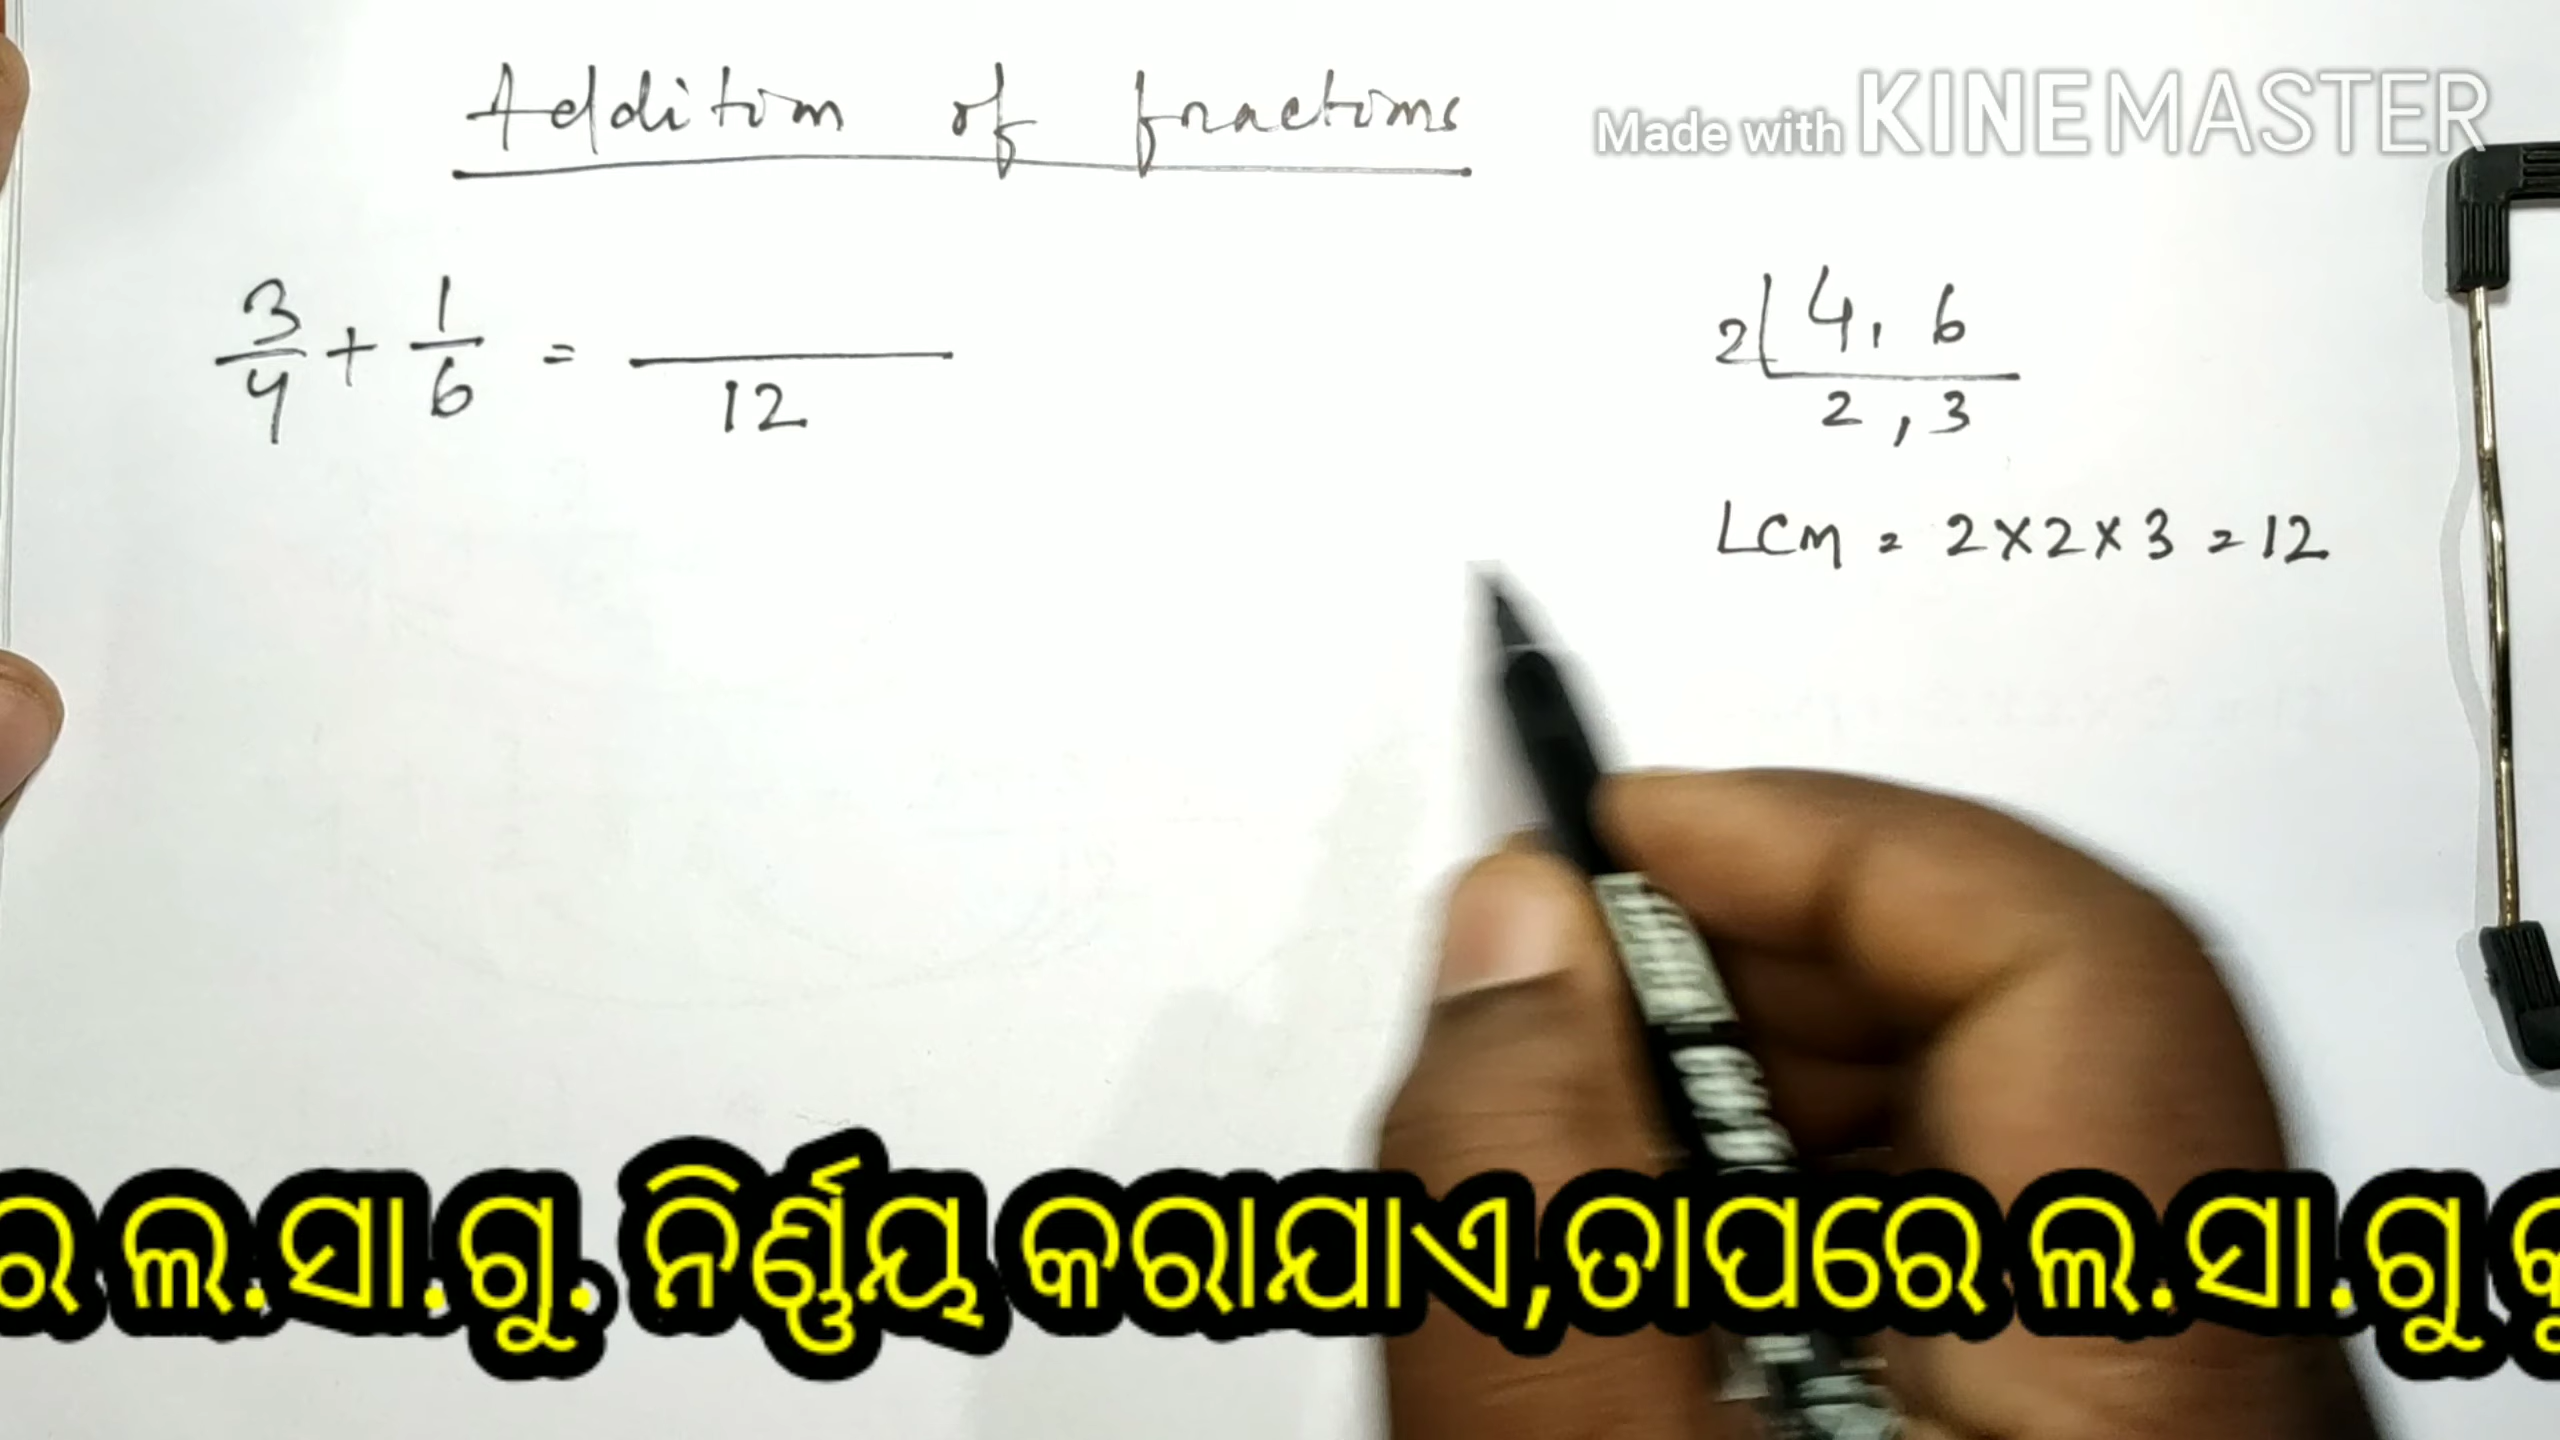 Addition of fractions
Made with KINEMASTER
3/4 + 1/6 = /12
2 | 4, 6
2, 3
LCM = 2×2×3 = 12
ର ଲ.ସା.ଗୁ. ନିର୍ଣ୍ଣୟ କରାଯାଏ,ତାପରେ ଲ.ସା.ଗୁ